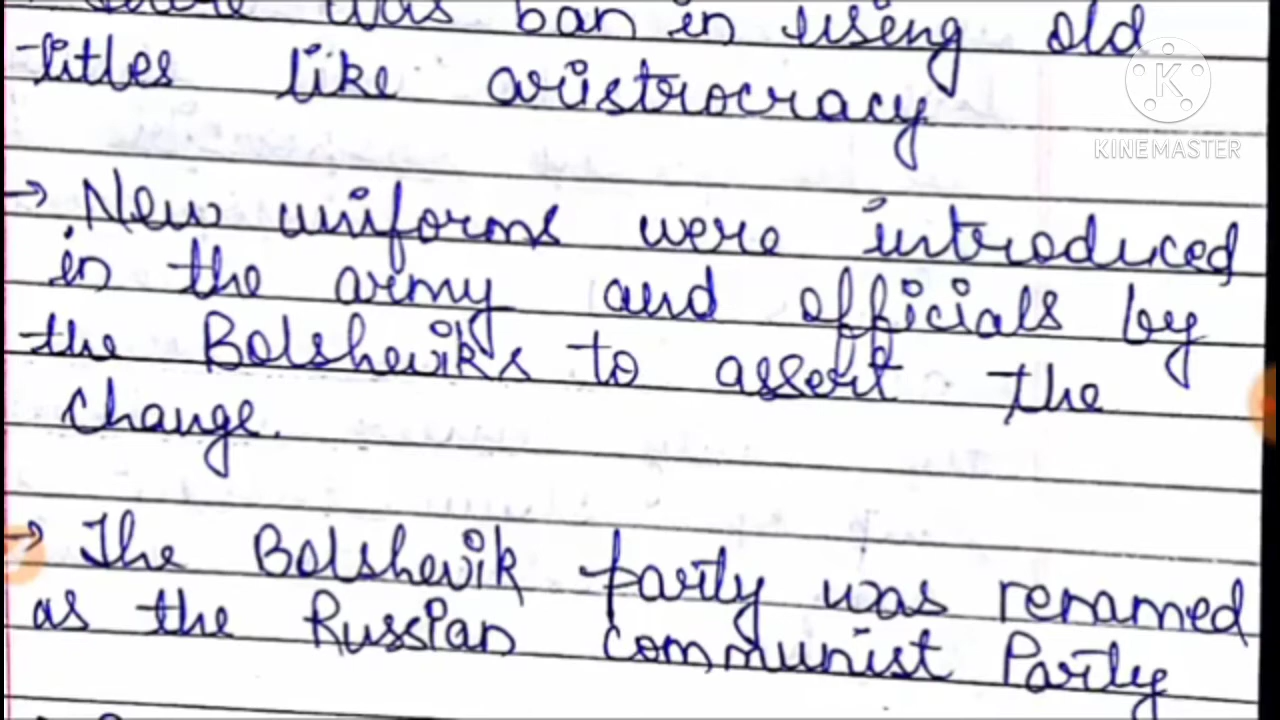 was ban in using old
titles like aristrocracy
K
KINEMASTER
→ New uniforms were introduced
in the army and officials by
the Bolsheviks to assert the
change.
→ The Bolshevik party was renamed
as the Russian Communist Party